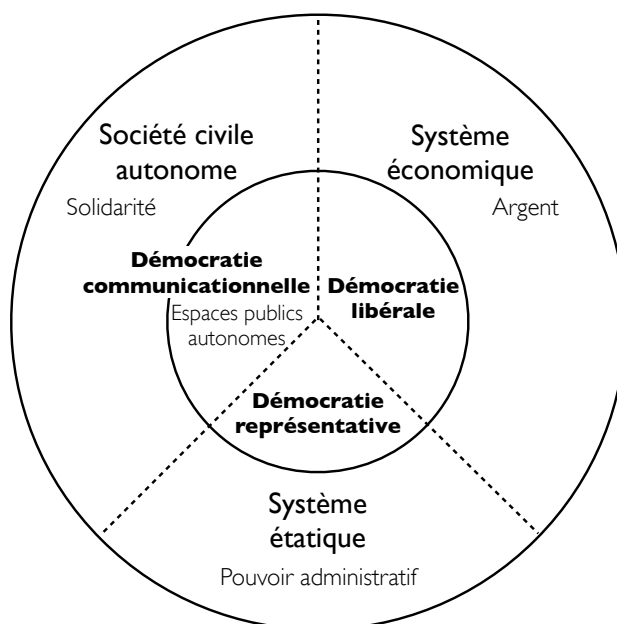 Société civile
autonome
Solidarité
Système
économique
Argent
Démocratie
communicationnelle
Espaces publics
autonomes
Démocratie
libérale
Démocratie
représentative
Système
étatique
Pouvoir administratif